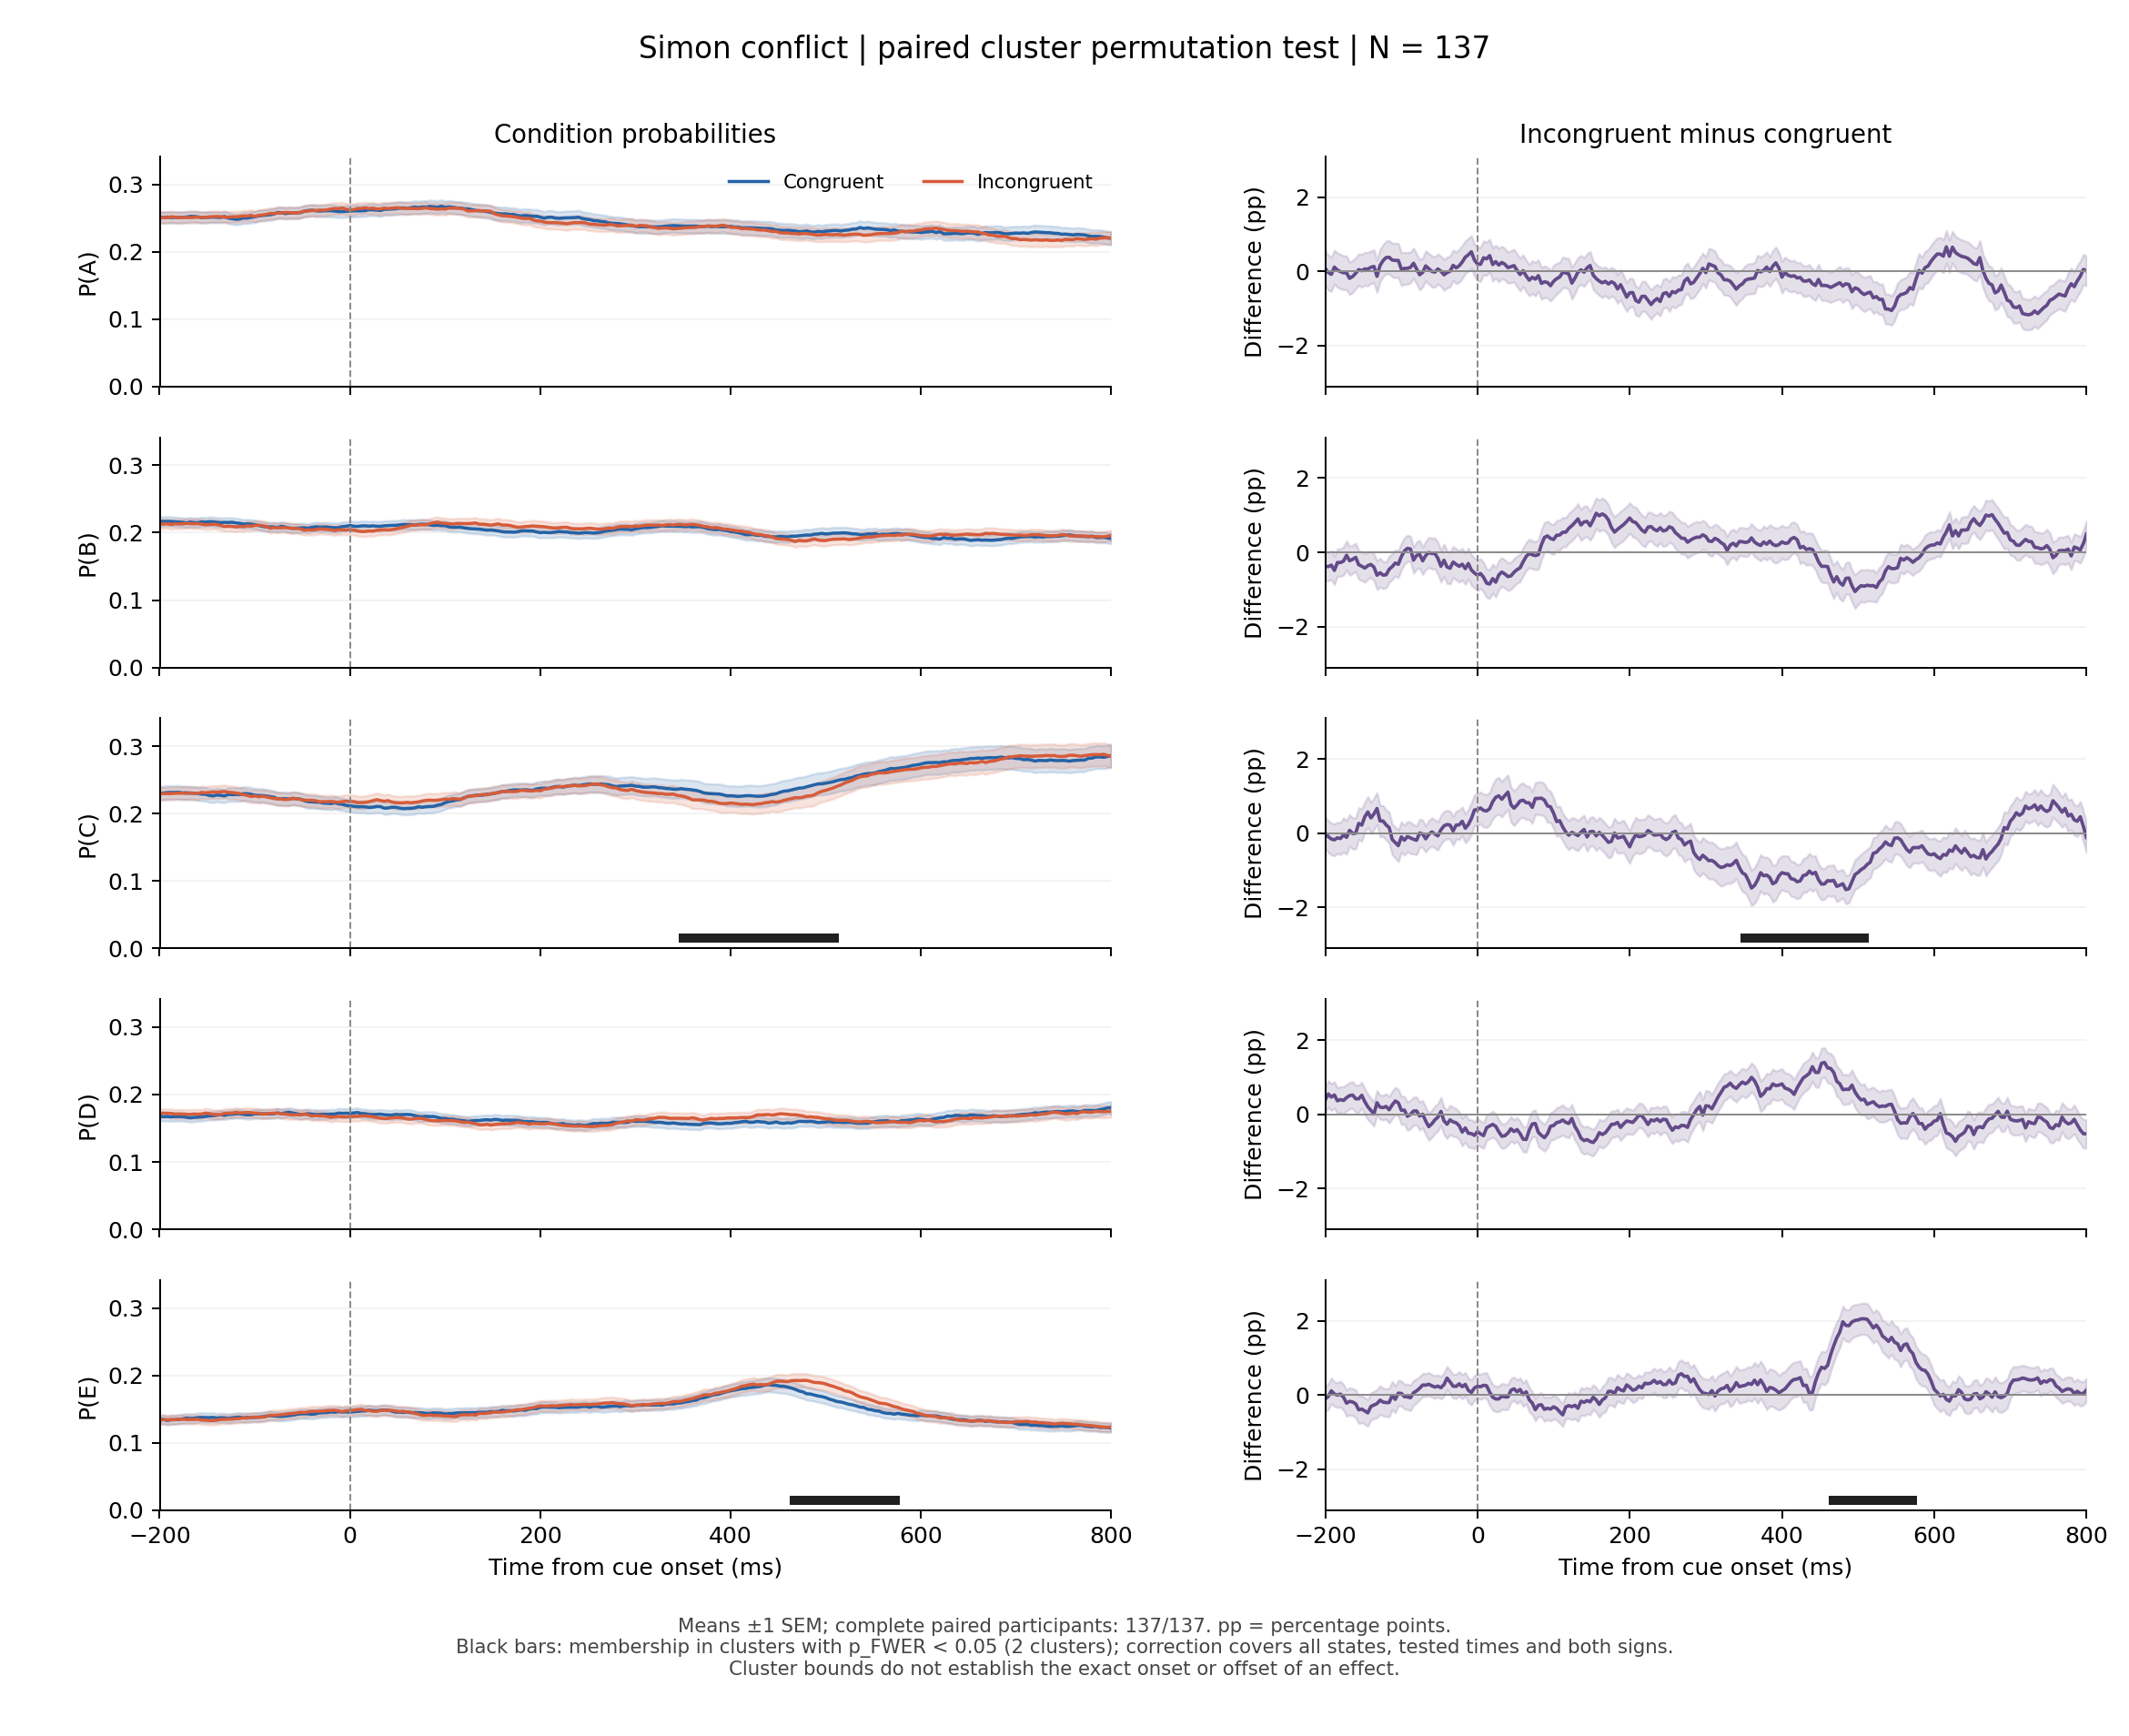 Simon conflict | paired cluster permutation test | N = 137
Condition probabilities
Incongruent minus congruent
Congruent
Incongruent
P(A)
0.3
0.2
0.1
0.0
Difference (pp)
2
0
−2
P(B)
0.3
0.2
0.1
0.0
Difference (pp)
2
0
−2
P(C)
0.3
0.2
0.1
0.0
Difference (pp)
2
0
−2
P(D)
0.3
0.2
0.1
0.0
Difference (pp)
2
0
−2
P(E)
0.3
0.2
0.1
0.0
−200 0 200 400 600 800
Time from cue onset (ms)
Difference (pp)
2
0
−2
−200 0 200 400 600 800
Time from cue onset (ms)
Means ±1 SEM; complete paired participants: 137/137. pp = percentage points.
Black bars: membership in clusters with p_FWER < 0.05 (2 clusters); correction covers all states, tested times and both signs.
Cluster bounds do not establish the exact onset or offset of an effect.